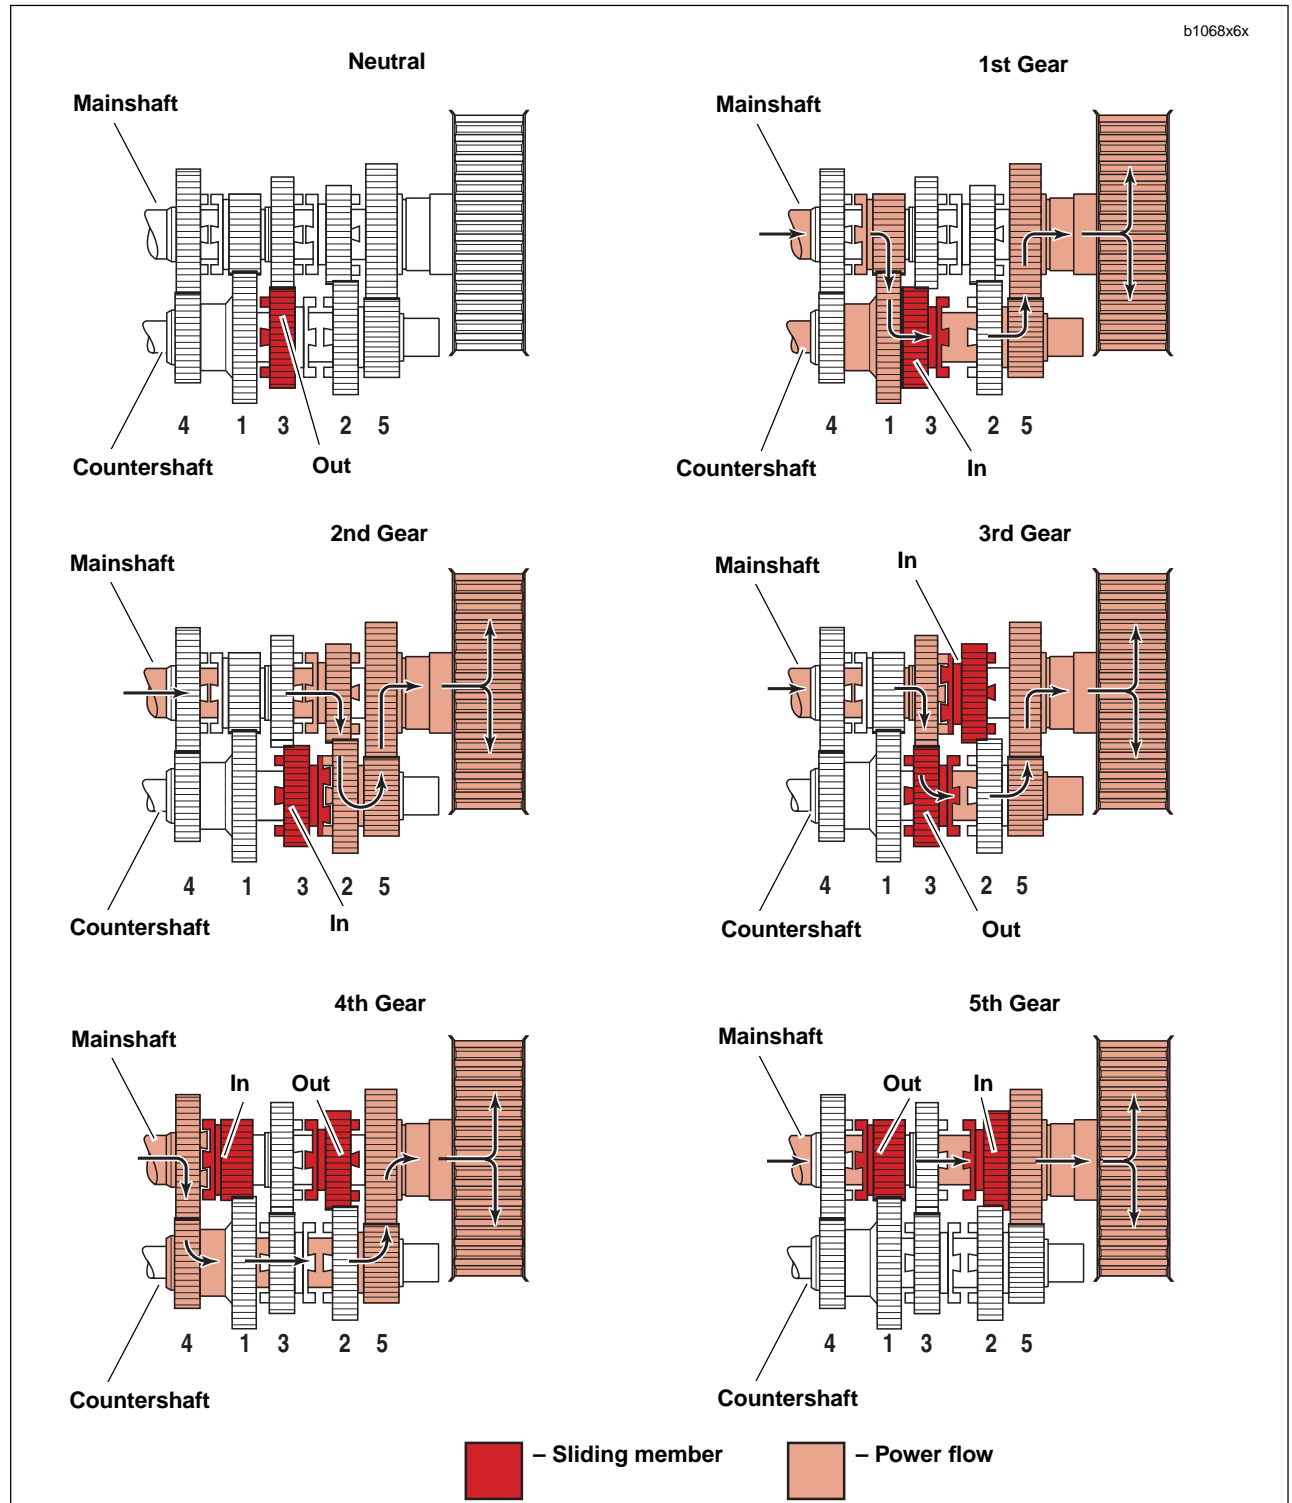 b1068x6x
Neutral
Mainshaft
4 1 3 2 5
Countershaft
Out
1st Gear
Mainshaft
4 1 3 2 5
Countershaft
In
2nd Gear
Mainshaft
4 1 3 2 5
Countershaft
In
3rd Gear
Mainshaft
In
4 1 3 2 5
Countershaft
Out
4th Gear
Mainshaft
In Out
4 1 3 2 5
Countershaft
5th Gear
Mainshaft
Out In
4 1 3 2 5
Countershaft
– Sliding member
– Power flow